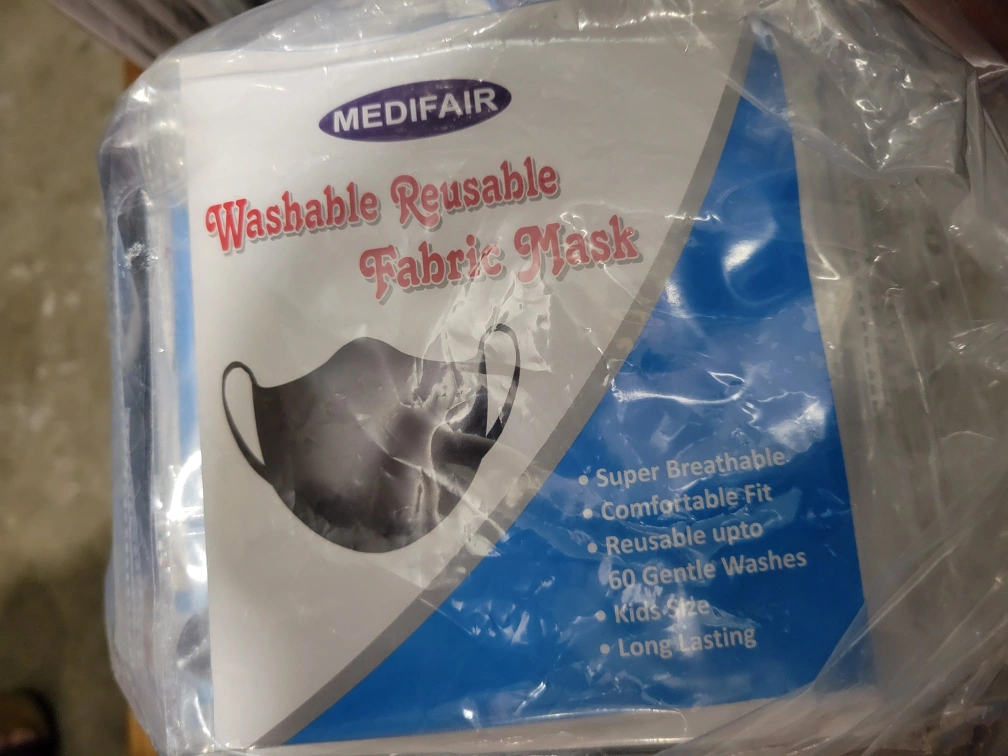 MEDIFAIR
Washable Reusable
Fabric Mask
• Super Breathable
• Comfortable Fit
• Reusable upto
60 Gentle Washes
• Kids Size
• Long Lasting